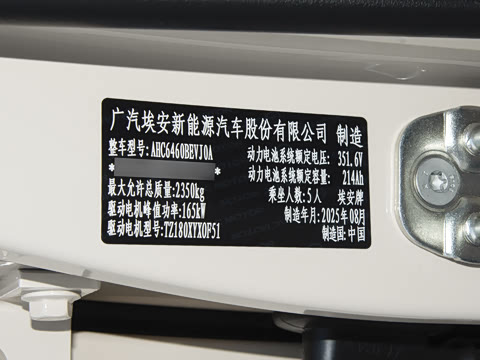 广汽埃安新能源汽车股份有限公司 制造
整车型号:AHC6460BEVJ0A 动力电池系统额定电压: 351.6V
* * 动力电池系统额定容量: 214Ah
最大允许总质量:2350kg 乘坐人数:5人 埃安牌
驱动电机峰值功率:165kW 制造年月:2025年08月
驱动电机型号:TZ180XYX0F51 制造国:中国